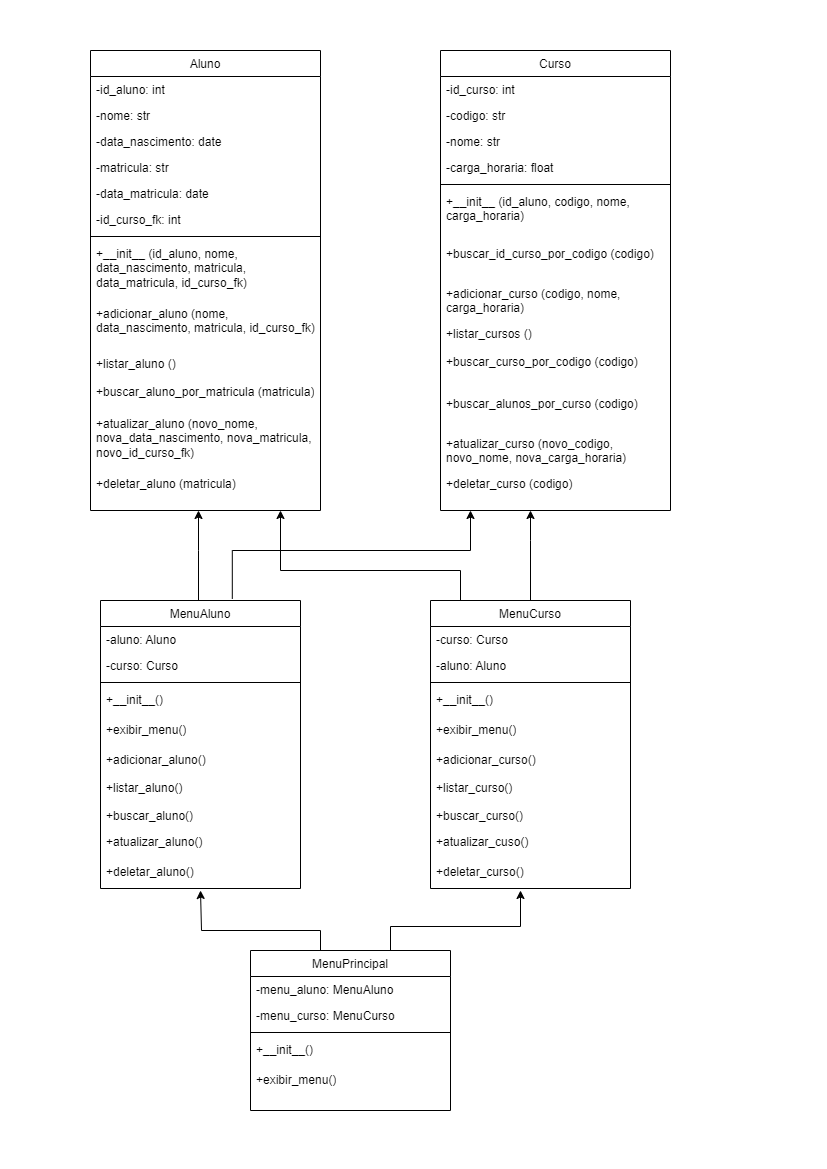 Aluno
-id_aluno: int
-nome: str
-data_nascimento: date
-matricula: str
-data_matricula: date
-id_curso_fk: int
+__init__ (id_aluno, nome,
data_nascimento, matricula,
data_matricula, id_curso_fk)
+adicionar_aluno (nome,
data_nascimento, matricula, id_curso_fk)
+listar_aluno ()
+buscar_aluno_por_matricula (matricula)
+atualizar_aluno (novo_nome,
nova_data_nascimento, nova_matricula,
novo_id_curso_fk)
+deletar_aluno (matricula)
Curso
-id_curso: int
-codigo: str
-nome: str
-carga_horaria: float
+__init__ (id_aluno, codigo, nome,
carga_horaria)
+buscar_id_curso_por_codigo (codigo)
+adicionar_curso (codigo, nome,
carga_horaria)
+listar_cursos ()
+buscar_curso_por_codigo (codigo)
+buscar_alunos_por_curso (codigo)
+atualizar_curso (novo_codigo,
novo_nome, nova_carga_horaria)
+deletar_curso (codigo)
MenuAluno
-aluno: Aluno
-curso: Curso
+__init__()
+exibir_menu()
+adicionar_aluno()
+listar_aluno()
+buscar_aluno()
+atualizar_aluno()
+deletar_aluno()
MenuCurso
-curso: Curso
-aluno: Aluno
+__init__()
+exibir_menu()
+adicionar_curso()
+listar_curso()
+buscar_curso()
+atualizar_cuso()
+deletar_curso()
MenuPrincipal
-menu_aluno: MenuAluno
-menu_curso: MenuCurso
+__init__()
+exibir_menu()